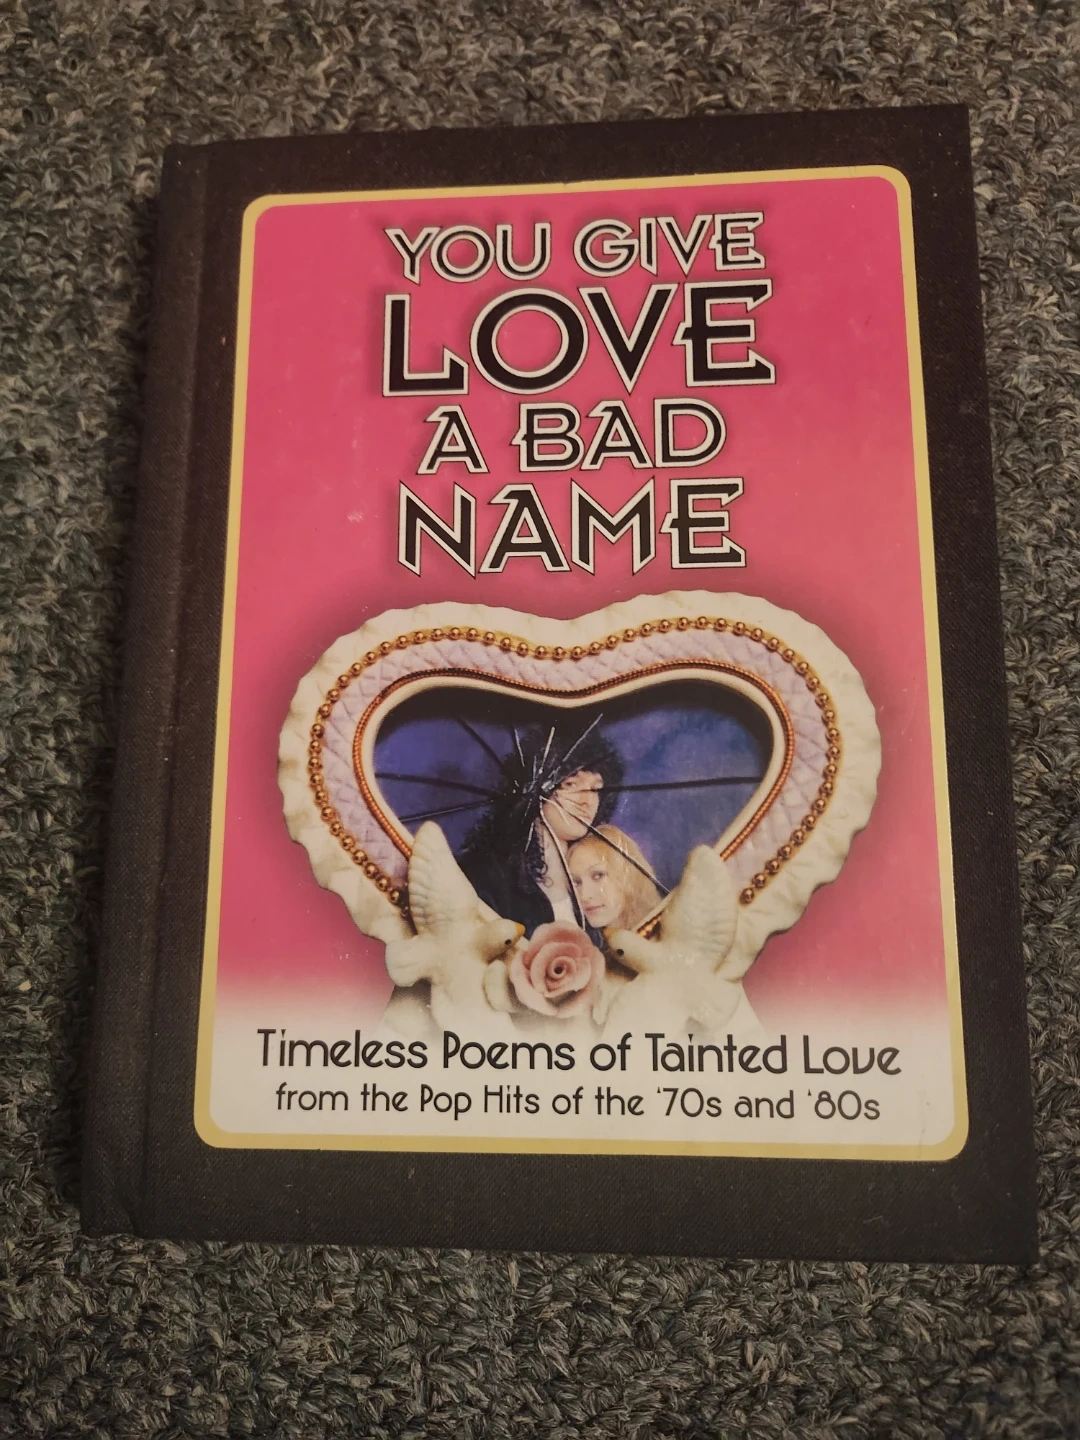 YOU GIVE
LOVE
A BAD
NAME
Timeless Poems of Tainted Love
from the Pop Hits of the '70s and '80s